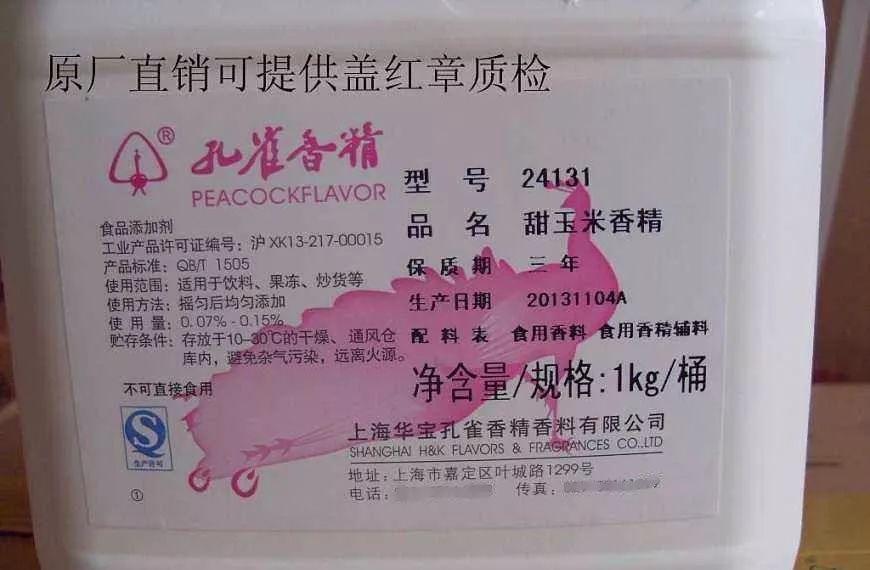 原厂直销可提供盖红章质检
®
孔雀香精
PEACOCKFLAVOR
食品添加剂
工业产品许可证编号：沪 XK13-217-00015
产品标准：QB/T 1505
使用范围：适用于饮料、果冻、炒货等
使用方法：摇匀后均匀添加
使 用 量：0.07% - 0.15%
贮存条件：存放于10–30℃的干燥、通风仓
库内，避免杂气污染，远离火源。
不可直接食用
QS
生产许可
①
型 号 24131
品 名 甜玉米香精
保 质 期 三 年
生产日期 20131104A
配 料 表 食用香料 食用香精辅料
净含量/规格:1kg/桶
上海华宝孔雀香精香料有限公司
SHANGHAI H&K FLAVORS & FRAGRANCES CO.,LTD
地址：上海市嘉定区叶城路1299号
电话： 传真：